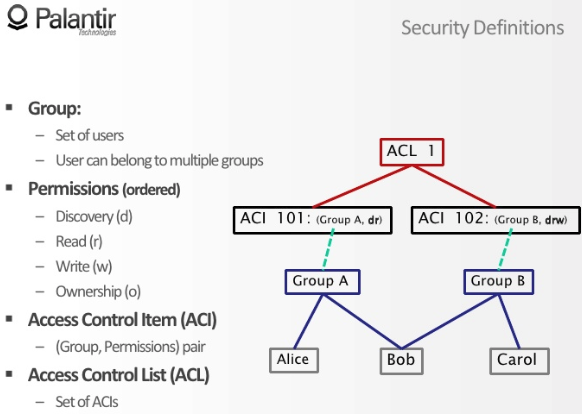 Palantir
Technologies
Security Definitions
Group:
– Set of users
– User can belong to multiple groups
Permissions (ordered)
– Discovery (d)
– Read (r)
– Write (w)
– Ownership (o)
Access Control Item (ACI)
– (Group, Permissions) pair
Access Control List (ACL)
– Set of ACIs
ACL 1
ACI 101: (Group A, dr)
ACI 102: (Group B, drw)
Group A
Group B
Alice
Bob
Carol